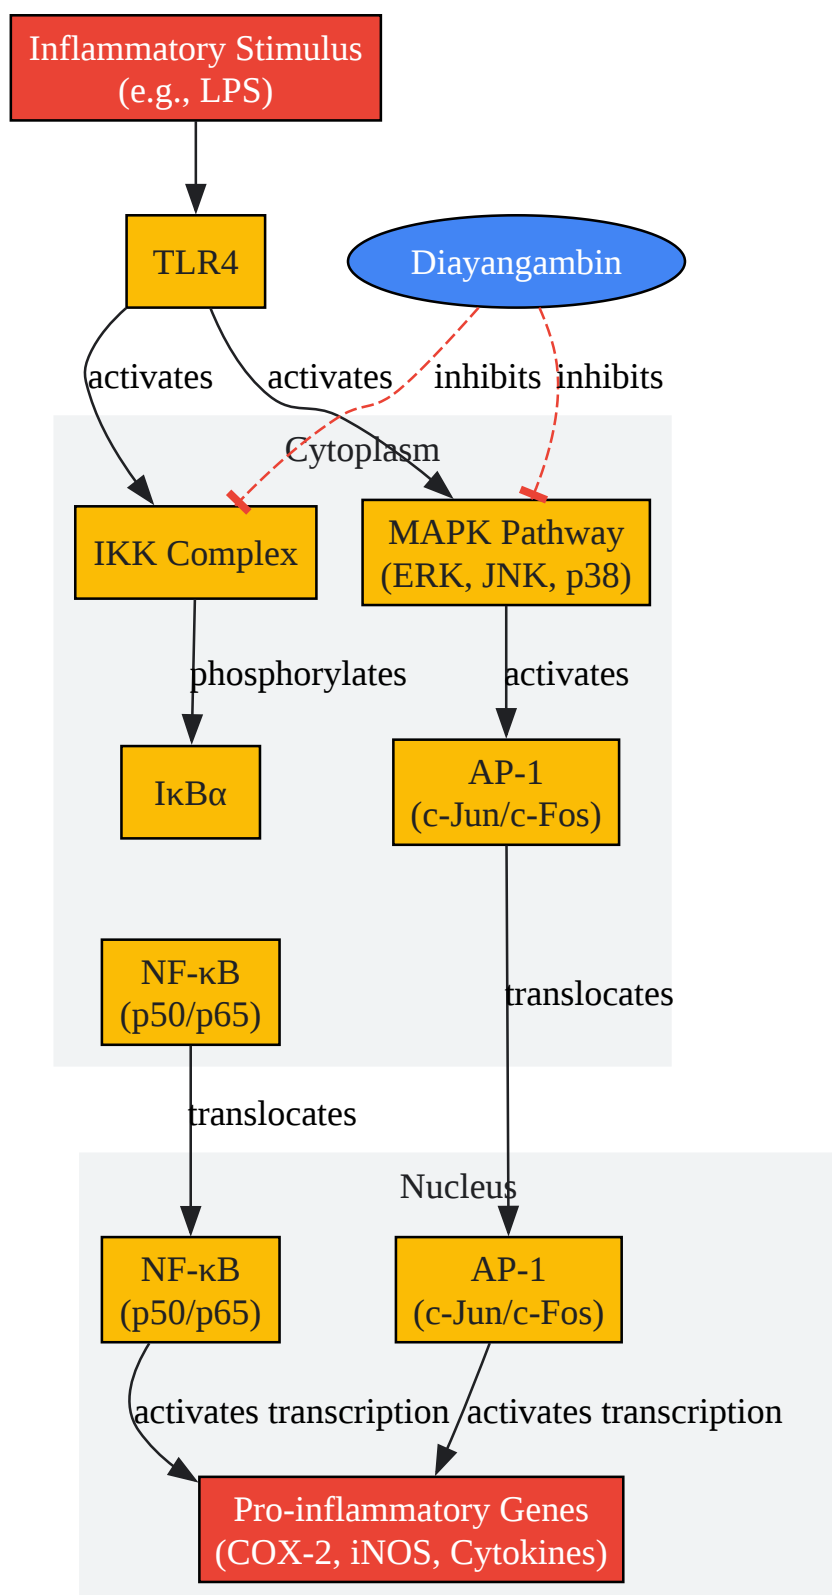 Inflammatory Stimulus
(e.g., LPS)
TLR4
Diayangambin
activates
activates
inhibits
inhibits
Cytoplasm
IKK Complex
MAPK Pathway
(ERK, JNK, p38)
phosphorylates
activates
IκBα
AP-1
(c-Jun/c-Fos)
NF-κB
(p50/p65)
translocates
translocates
Nucleus
NF-κB
(p50/p65)
AP-1
(c-Jun/c-Fos)
activates transcription
activates transcription
Pro-inflammatory Genes
(COX-2, iNOS, Cytokines)